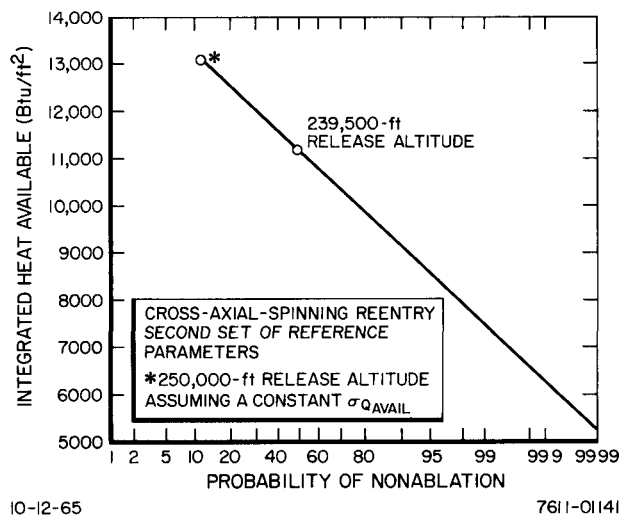 14,000
13,000
12,000
11,000
10,000
9000
8000
7000
6000
5000
INTEGRATED HEAT AVAILABLE (Btu/ft²)
*
239,500-ft
RELEASE ALTITUDE
CROSS-AXIAL-SPINNING REENTRY
SECOND SET OF REFERENCE
PARAMETERS
*250,000-ft RELEASE ALTITUDE
ASSUMING A CONSTANT σQAVAIL
1 2 5 10 20 40 60 80 95 99 99 9 99 99
PROBABILITY OF NONABLATION
10-12-65 7611-01141